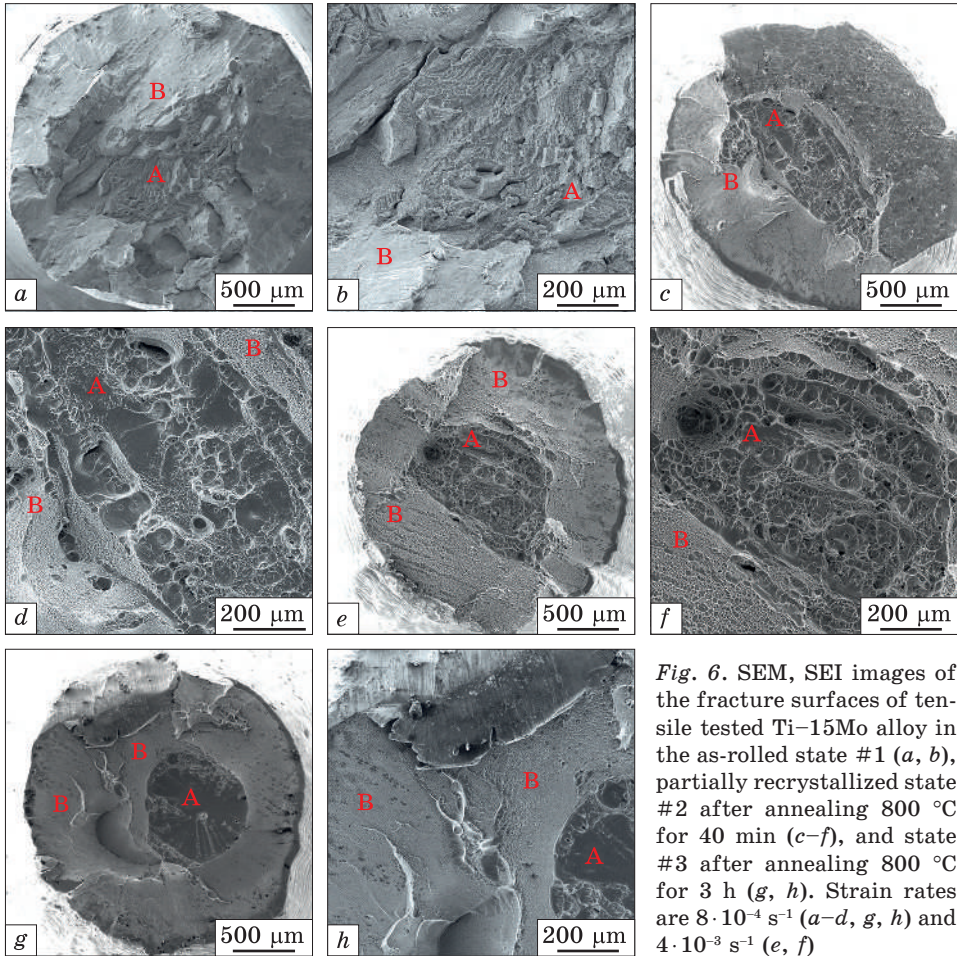 B
A
a
500 μm
A
B
b
200 μm
A
B
c
500 μm
B
A
B
d
200 μm
B
A
B
e
500 μm
A
B
f
200 μm
B
B
A
g
500 μm
B
B
A
h
200 μm
Fig. 6. SEM, SEI images of
the fracture surfaces of ten-
sile tested Ti–15Mo alloy in
the as-rolled state #1 (a, b),
partially recrystallized state
#2 after annealing 800 °C
for 40 min (c–f), and state
#3 after annealing 800 °C
for 3 h (g, h). Strain rates
are 8·10⁻⁴ s⁻¹ (a–d, g, h) and
4·10⁻³ s⁻¹ (e, f)